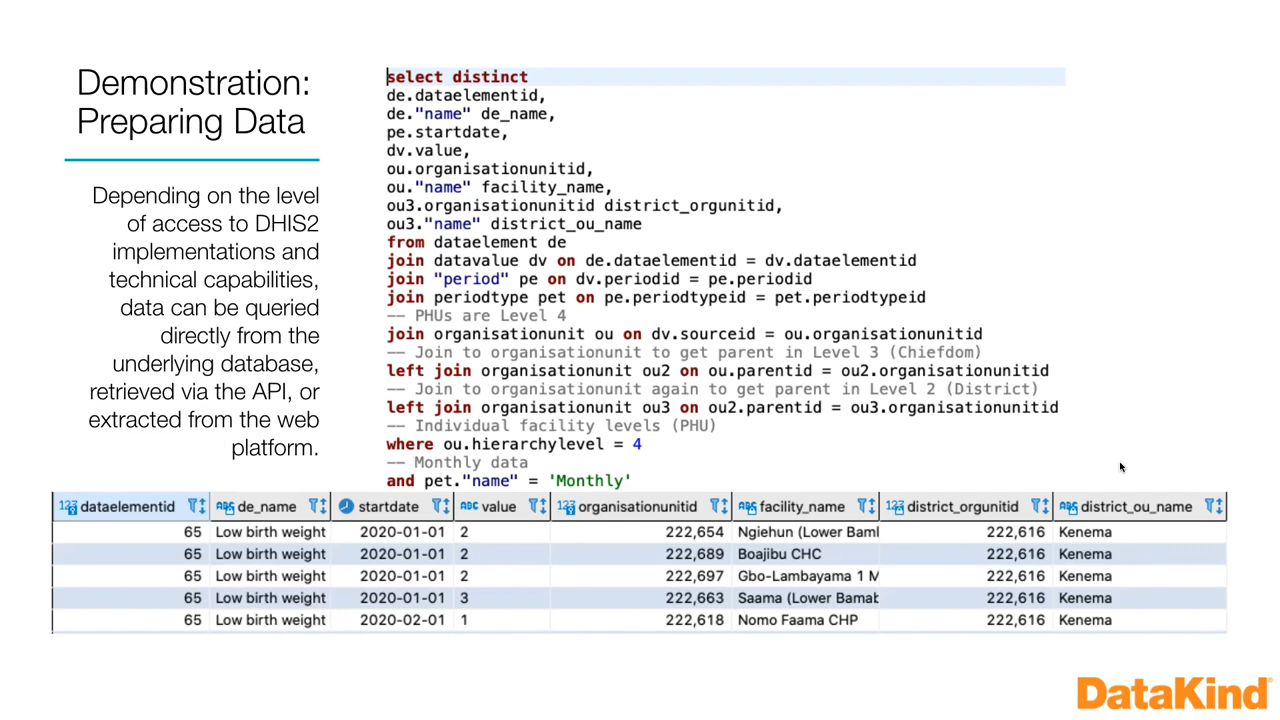 Demonstration:
Preparing Data
Depending on the level
of access to DHIS2
implementations and
technical capabilities,
data can be queried
directly from the
underlying database,
retrieved via the API, or
extracted from the web
platform.
select distinct
de.dataelementid,
de."name" de_name,
pe.startdate,
dv.value,
ou.organisationunitid,
ou."name" facility_name,
ou3.organisationunitid district_orgunitid,
ou3."name" district_ou_name
from dataelement de
join datavalue dv on de.dataelementid = dv.dataelementid
join "period" pe on dv.periodid = pe.periodid
join periodtype pet on pe.periodtypeid = pet.periodtypeid
-- PHUs are Level 4
join organisationunit ou on dv.sourceid = ou.organisationunitid
-- Join to organisationunit to get parent in Level 3 (Chiefdom)
left join organisationunit ou2 on ou.parentid = ou2.organisationunitid
-- Join to organisationunit again to get parent in Level 2 (District)
left join organisationunit ou3 on ou2.parentid = ou3.organisationunitid
-- Individual facility levels (PHU)
where ou.hierarchylevel = 4
-- Monthly data
and pet."name" = 'Monthly'
123 dataelementid ABC de_name startdate ABC value 123 organisationunitid ABC facility_name 123 district_orgunitid ABC district_ou_name
65 Low birth weight 2020-01-01 2 222,654 Ngiehun (Lower Baml 222,616 Kenema
65 Low birth weight 2020-01-01 2 222,689 Boajibu CHC 222,616 Kenema
65 Low birth weight 2020-01-01 2 222,697 Gbo-Lambayama 1 M 222,616 Kenema
65 Low birth weight 2020-01-01 3 222,663 Saama (Lower Bamab 222,616 Kenema
65 Low birth weight 2020-02-01 1 222,618 Nomo Faama CHP 222,616 Kenema
DataKind®